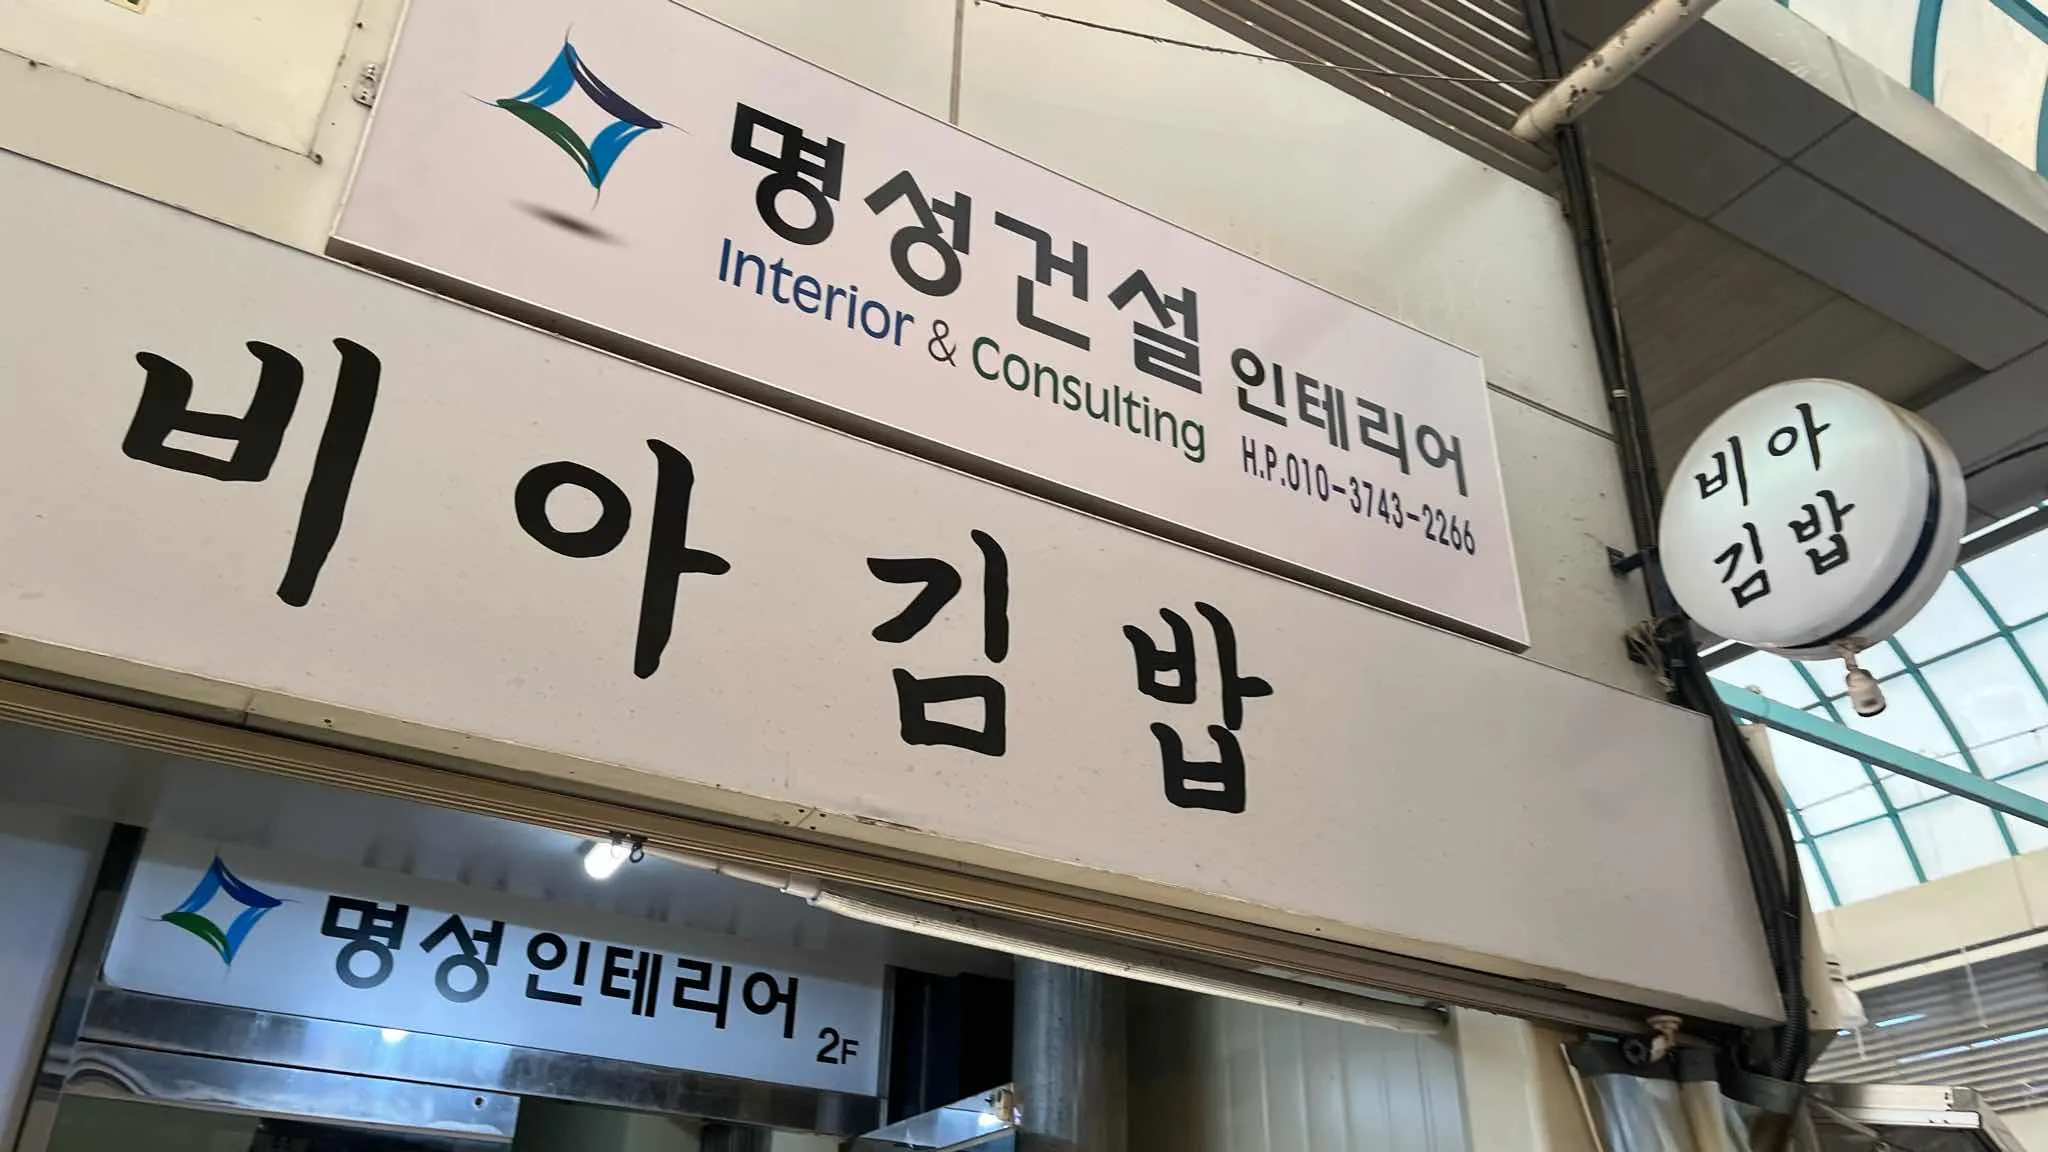 명성건설 인테리어
Interior & Consulting
H.P.010-3743-2266
비아김밥
비아
김밥
명성인테리어 2F